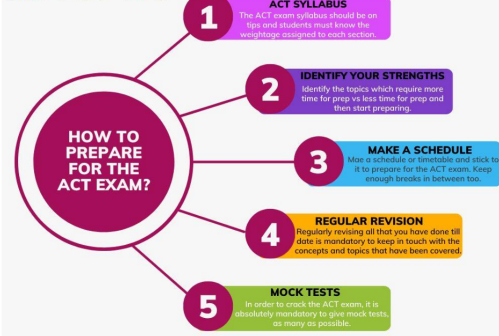 HOW TO
PREPARE
FOR THE
ACT EXAM?
1
ACT SYLLABUS
The ACT exam syllabus should be on
tips and students must know the
weightage assigned to each section.
2
IDENTIFY YOUR STRENGTHS
Identify the topics which require more
time for prep vs less time for prep and
then start preparing.
3
MAKE A SCHEDULE
Mae a schedule or timetable and stick to
it to prepare for the ACT exam. Keep
enough breaks in between too.
4
REGULAR REVISION
Regularly revising all that you have done till
date is mandatory to keep in touch with the
concepts and topics that have been covered.
5
MOCK TESTS
In order to crack the ACT exam, it is
absolutely mandatory to give mock tests,
as many as possible.